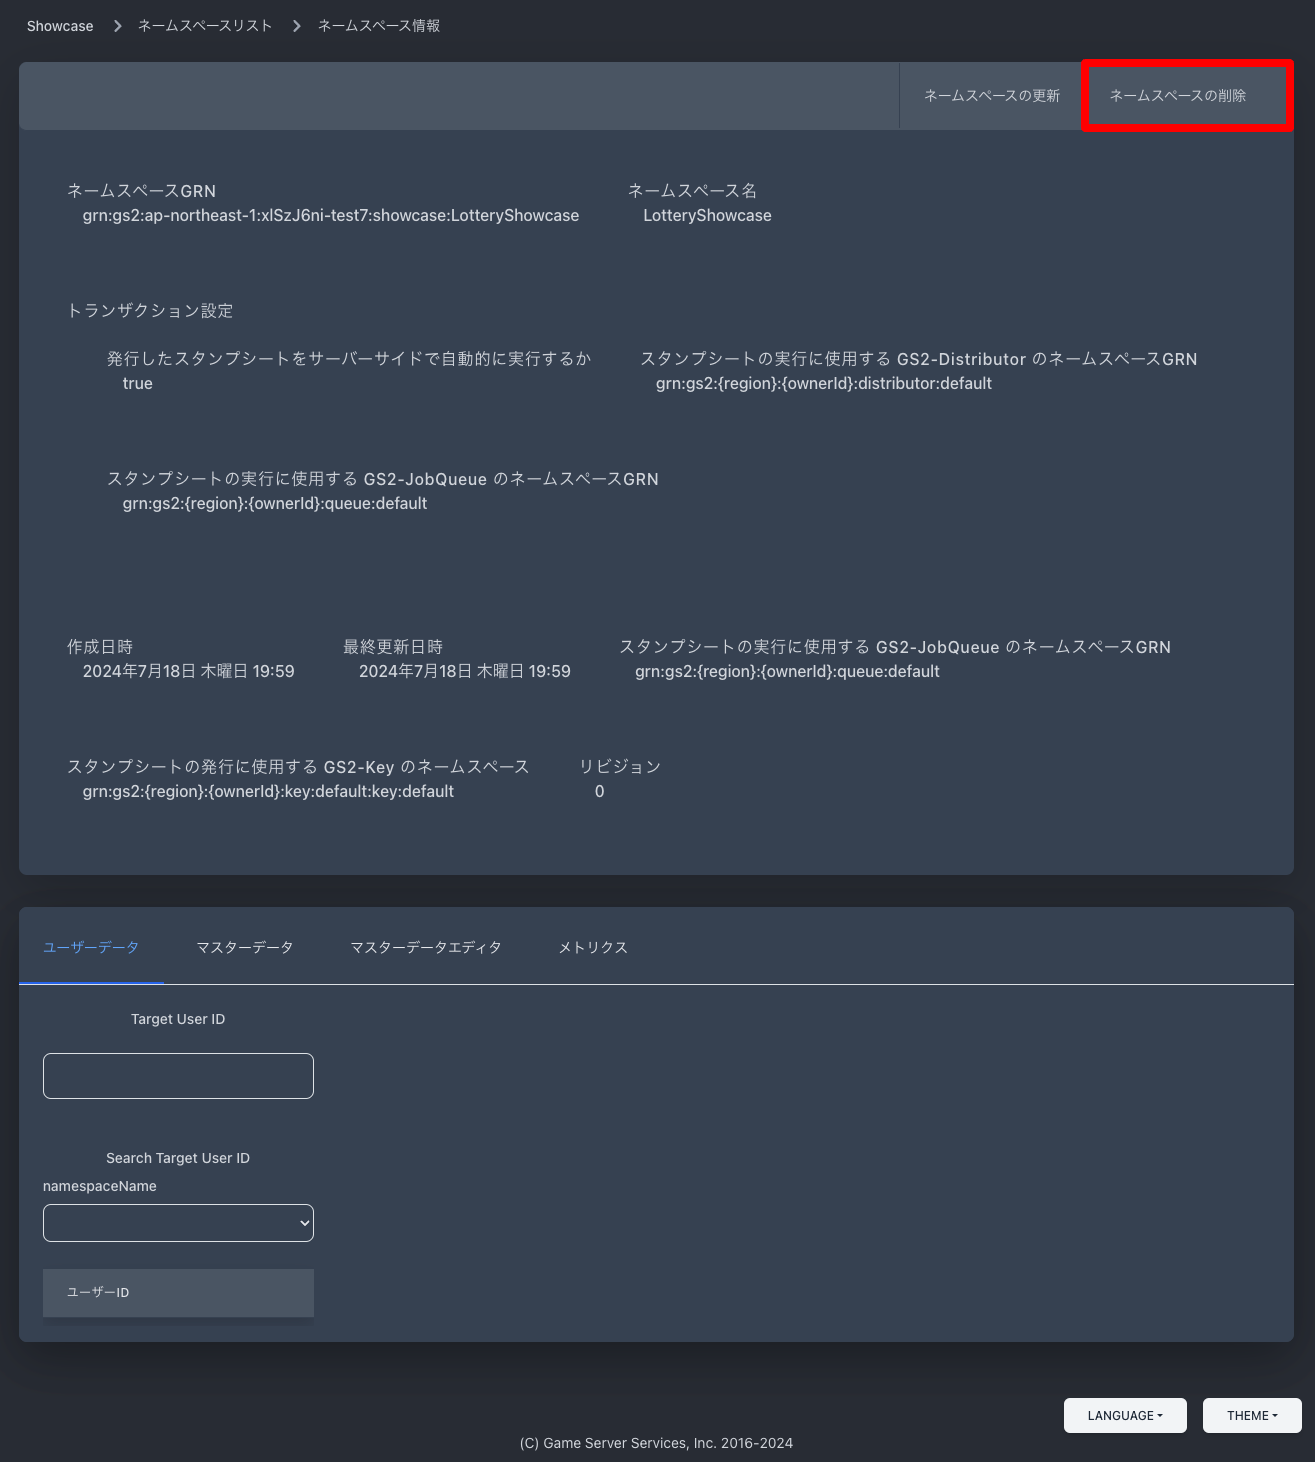 Showcase > ネームスペースリスト > ネームスペース情報
ネームスペースの更新 ネームスペースの削除
ネームスペースGRN ネームスペース名
grn:gs2:ap-northeast-1:xlSzJ6ni-test7:showcase:LotteryShowcase LotteryShowcase
トランザクション設定
発行したスタンプシートをサーバーサイドで自動的に実行するか スタンプシートの実行に使用する GS2-Distributor のネームスペースGRN
true grn:gs2:{region}:{ownerId}:distributor:default
スタンプシートの実行に使用する GS2-JobQueue のネームスペースGRN
grn:gs2:{region}:{ownerId}:queue:default
作成日時 最終更新日時 スタンプシートの実行に使用する GS2-JobQueue のネームスペースGRN
2024年7月18日 木曜日 19:59 2024年7月18日 木曜日 19:59 grn:gs2:{region}:{ownerId}:queue:default
スタンプシートの発行に使用する GS2-Key のネームスペース リビジョン
grn:gs2:{region}:{ownerId}:key:default:key:default 0
ユーザーデータ マスターデータ マスターデータエディタ メトリクス
Target User ID
Search Target User ID
namespaceName
ユーザーID
LANGUAGE THEME
(C) Game Server Services, Inc. 2016-2024